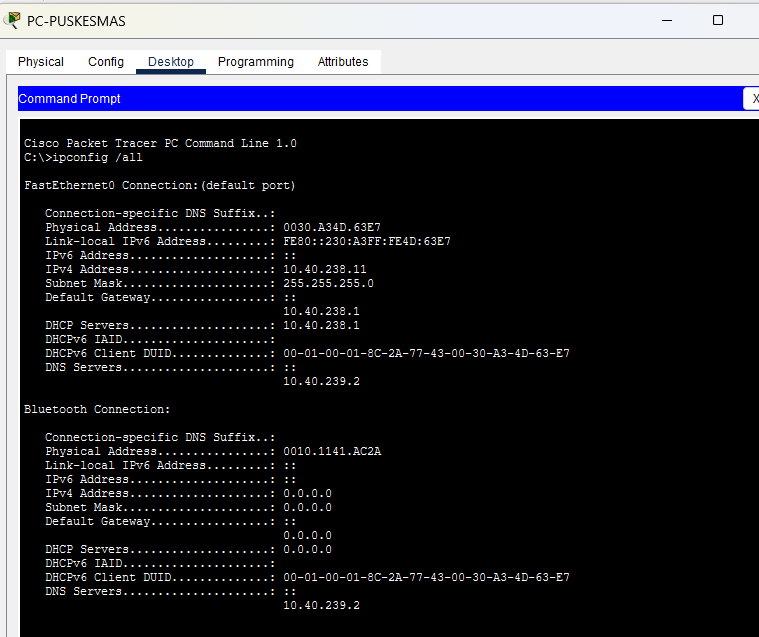 PC-PUSKESMAS
Physical Config Desktop Programming Attributes
Command Prompt
X
Cisco Packet Tracer PC Command Line 1.0
C:\>ipconfig /all
FastEthernet0 Connection:(default port)
Connection-specific DNS Suffix..:
Physical Address................: 0030.A34D.63E7
Link-local IPv6 Address.........: FE80::230:A3FF:FE4D:63E7
IPv6 Address....................: ::
IPv4 Address....................: 10.40.238.11
Subnet Mask.....................: 255.255.255.0
Default Gateway.................: ::
10.40.238.1
DHCP Servers....................: 10.40.238.1
DHCPv6 IAID.....................:
DHCPv6 Client DUID..............: 00-01-00-01-8C-2A-77-43-00-30-A3-4D-63-E7
DNS Servers.....................: ::
10.40.239.2
Bluetooth Connection:
Connection-specific DNS Suffix..:
Physical Address................: 0010.1141.AC2A
Link-local IPv6 Address.........: ::
IPv6 Address....................: ::
IPv4 Address....................: 0.0.0.0
Subnet Mask.....................: 0.0.0.0
Default Gateway.................: ::
0.0.0.0
DHCP Servers....................: 0.0.0.0
DHCPv6 IAID.....................:
DHCPv6 Client DUID..............: 00-01-00-01-8C-2A-77-43-00-30-A3-4D-63-E7
DNS Servers.....................: ::
10.40.239.2